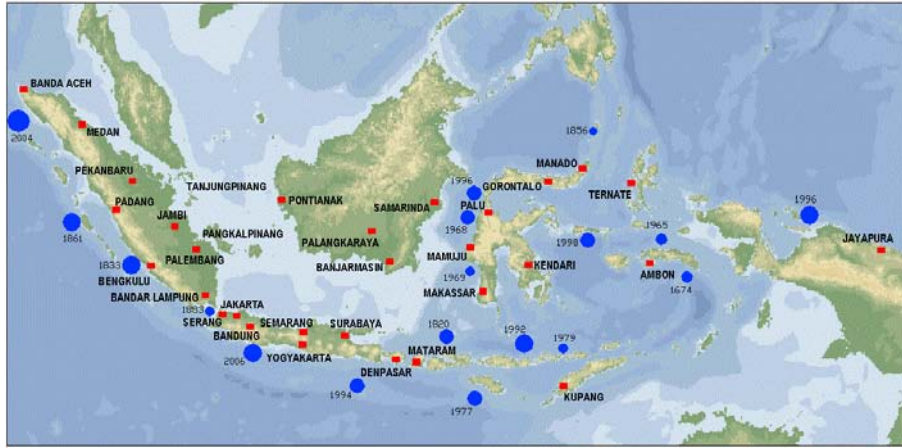 BANDA ACEH
2004
MEDAN
1856
PEKANBARU
TANJUNGPINANG
PONTIANAK
SAMARINDA
1996
GORONTALO
MANADO
TERNATE
1996
PADANG
1861
JAMBI
PANGKALPINANG
PALEMBANG
PALANGKARAYA
BANJARMASIN
PALU
1968
MAMUJU
1969
MAKASSAR
KENDARI
1998
1965
AMBON
1674
JAYAPURA
1833
BENGKULU
BANDAR LAMPUNG
1883
SERANG
JAKARTA
BANDUNG
SEMARANG
SURABAYA
YOGYAKARTA
2006
1994
DENPASAR
MATARAM
1820
1992
1979
1977
KUPANG